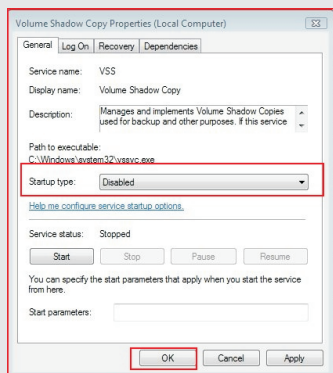 Volume Shadow Copy Properties (Local Computer)
General Log On Recovery Dependencies
Service name: VSS
Display name: Volume Shadow Copy
Description: Manages and implements Volume Shadow Copies
used for backup and other purposes. If this service
Path to executable:
C:\Windows\system32\vssvc.exe
Startup type: Disabled
Help me configure service startup options.
Service status: Stopped
Start Stop Pause Resume
You can specify the start parameters that apply when you start the service
from here.
Start parameters:
OK Cancel Apply